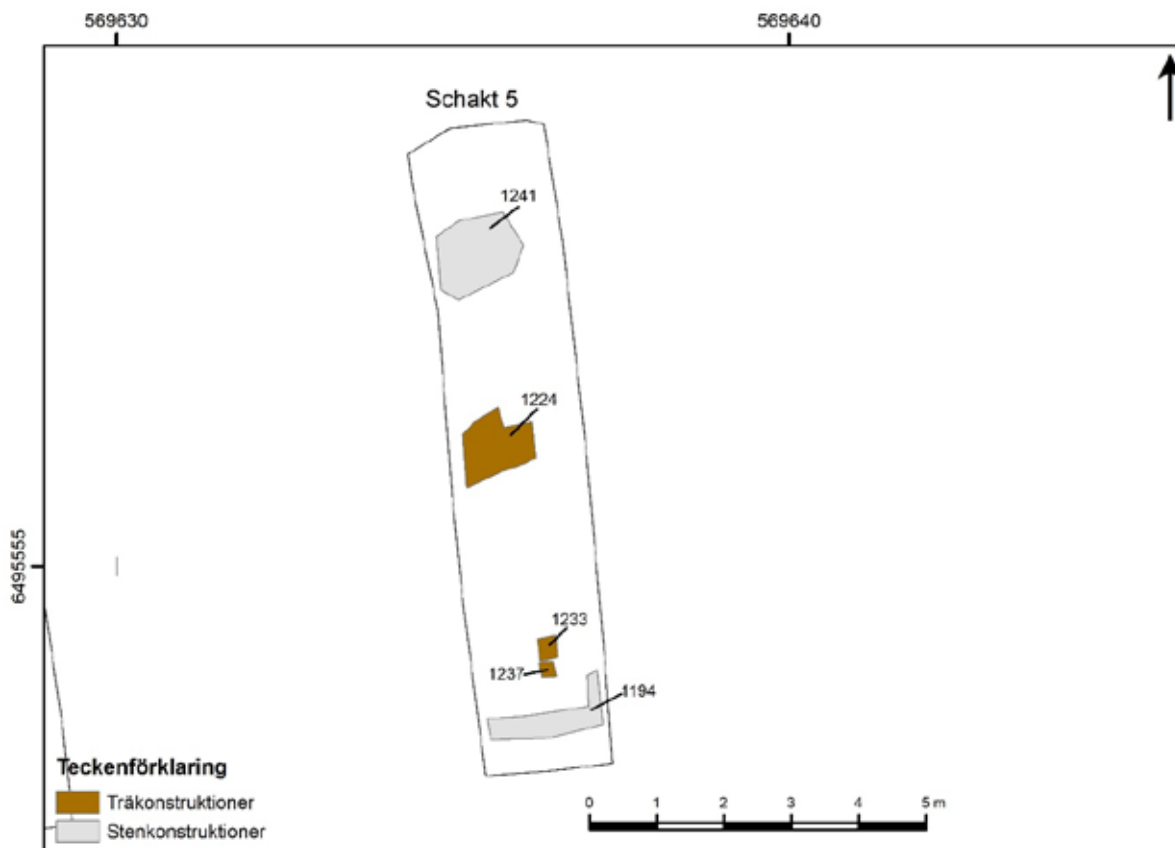 569630
569640
Schakt 5
1241
1224
6495555
1233
1237
1194
Teckenförklaring
Träkonstruktioner
Stenkonstruktioner
0 1 2 3 4 5 m